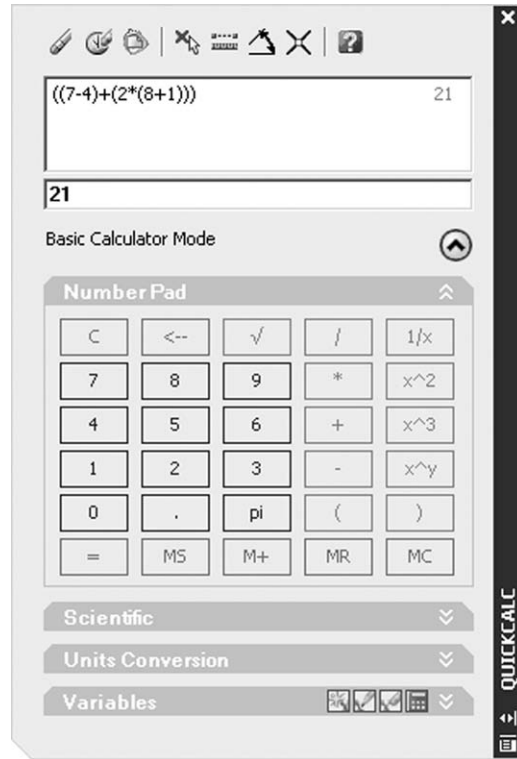 ((7-4)+(2*(8+1))) 21
21
Basic Calculator Mode
Number Pad
C <-- √ / 1/x
7 8 9 * x^2
4 5 6 + x^3
1 2 3 - x^y
0 . pi ( )
= MS M+ MR MC
Scientific
Units Conversion
Variables
QUICKCALC